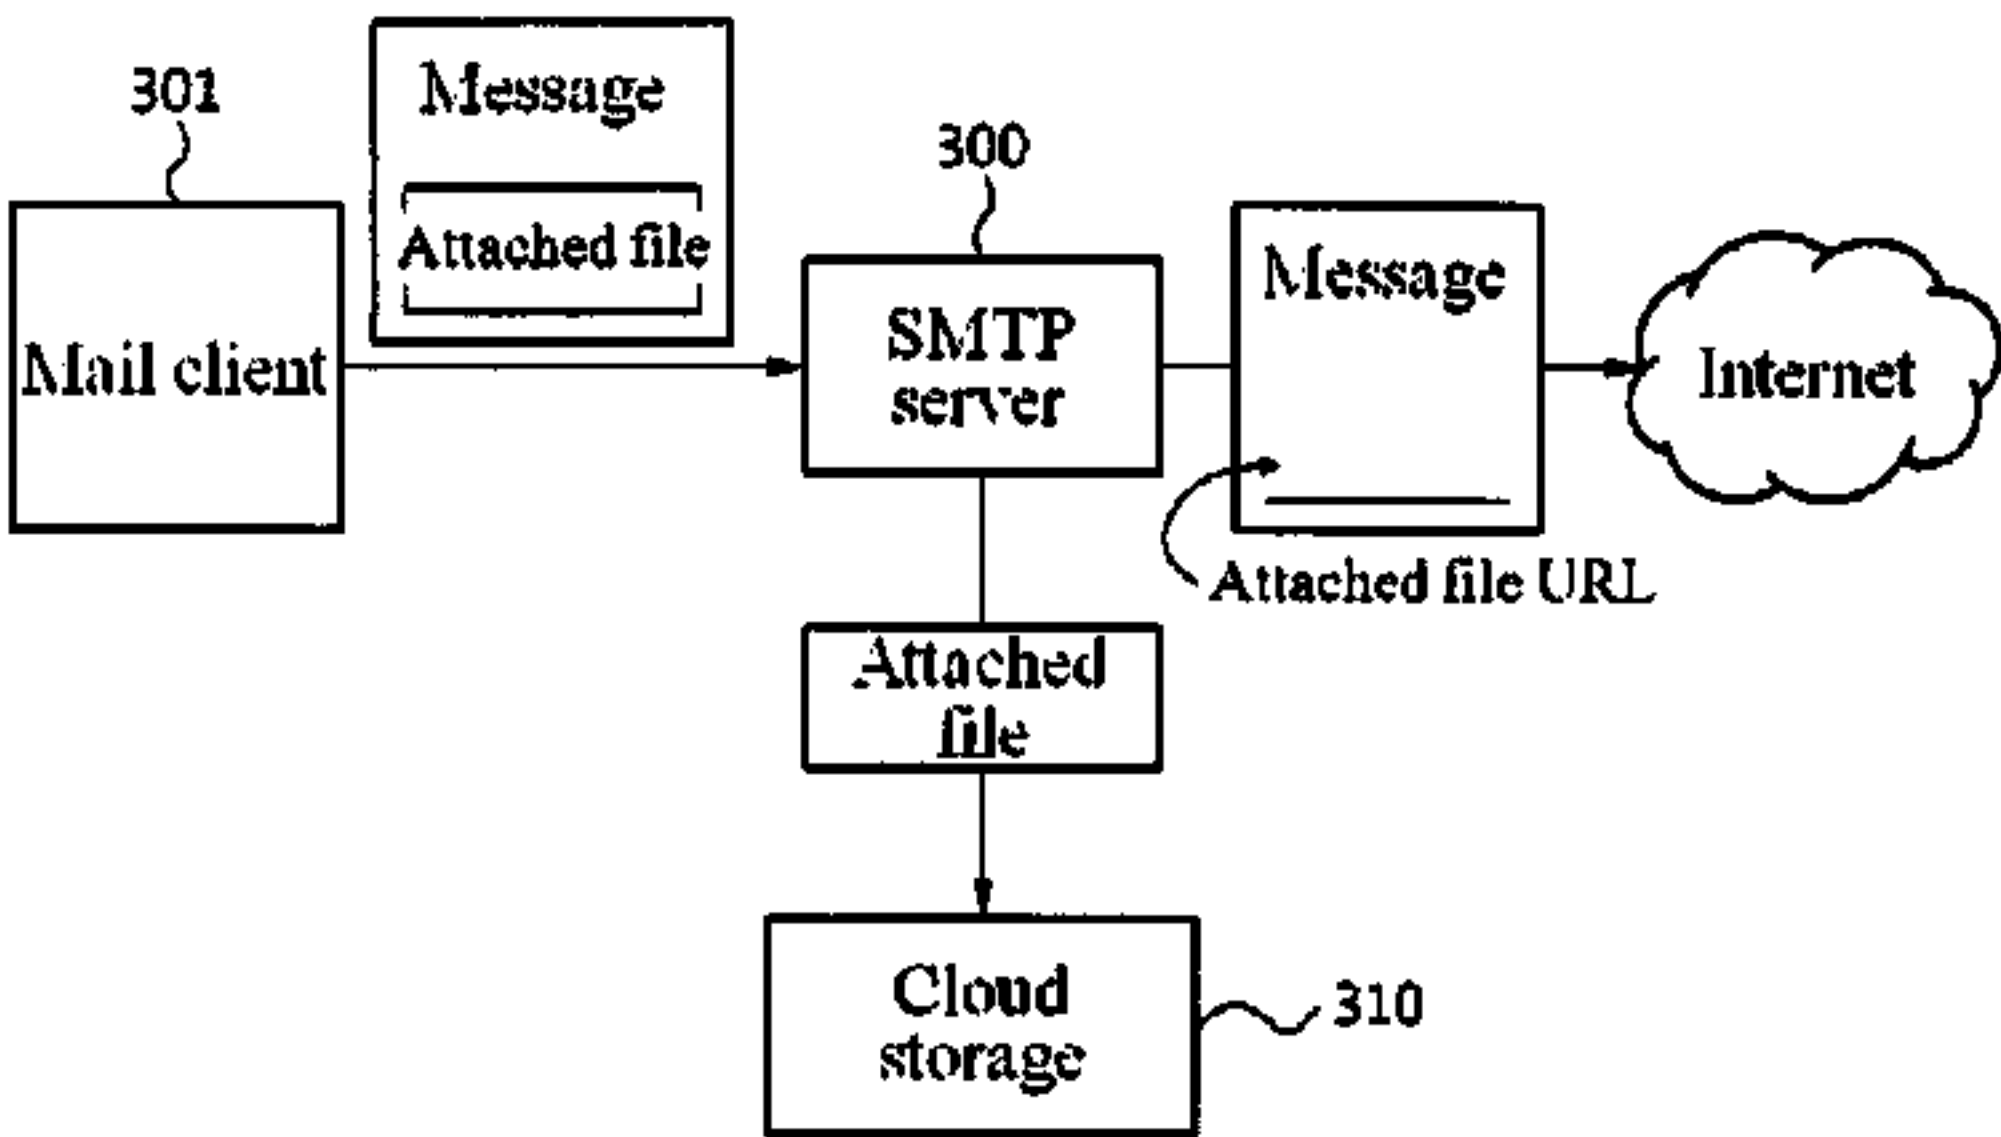 301
Message
Attached file
Mail client
300
SMTP
server
Message
Internet
Attached file URL
Attached
file
Cloud
storage
310